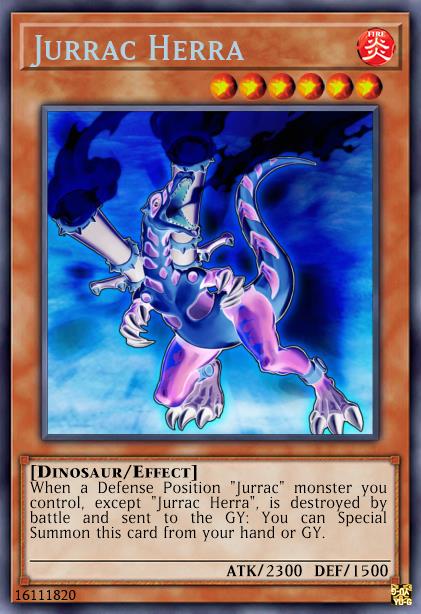 Jurrac Herra
FIRE
炎
[Dinosaur/Effect]
When a Defense Position "Jurrac" monster you
control, except "Jurrac Herra", is destroyed by
battle and sent to the GY: You can Special
Summon this card from your hand or GY.
ATK/2300 DEF/1500
16111820